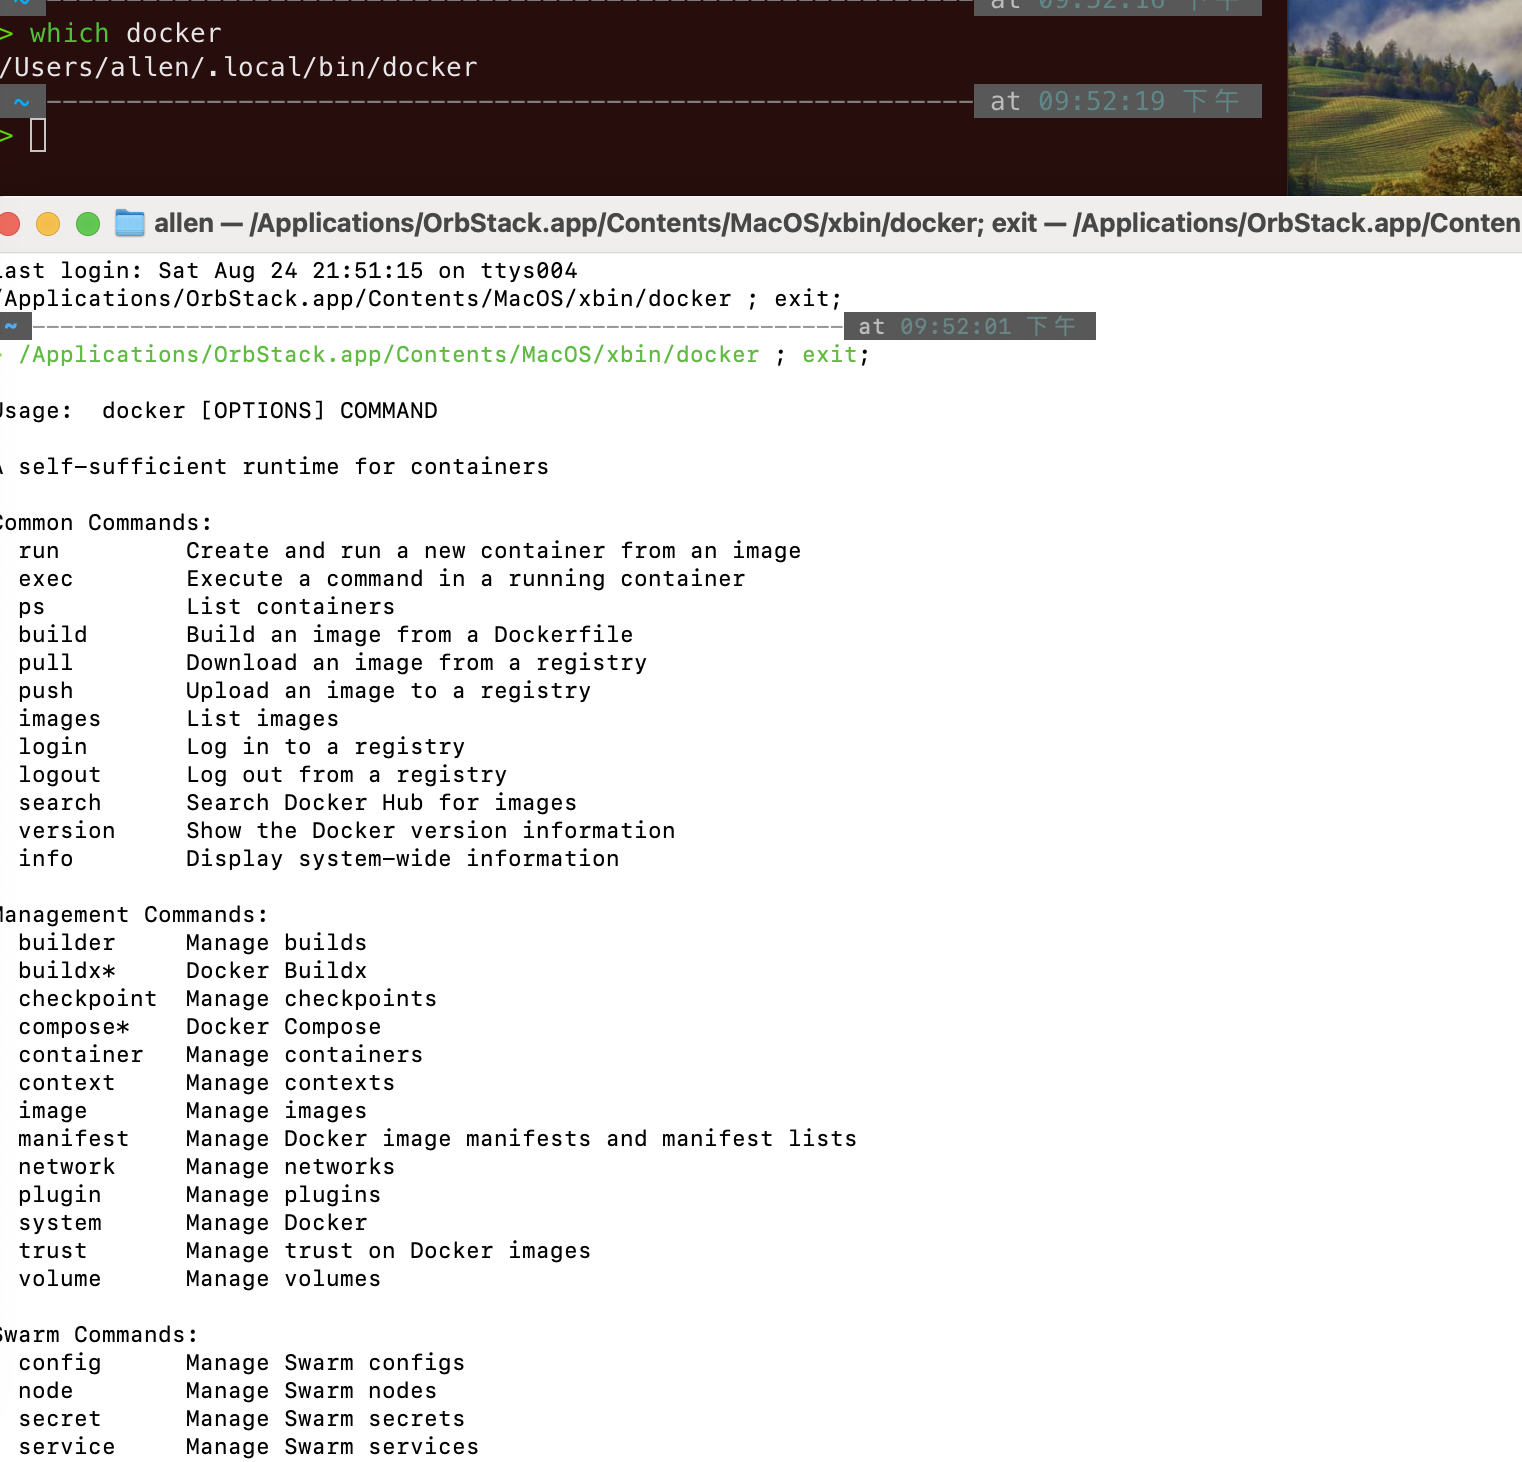 ~ at 09:52:16 下午
> which docker
/Users/allen/.local/bin/docker
~ at 09:52:19 下午
>
allen — /Applications/OrbStack.app/Contents/MacOS/xbin/docker; exit — /Applications/OrbStack.app/Conten
ast login: Sat Aug 24 21:51:15 on ttys004
/Applications/OrbStack.app/Contents/MacOS/xbin/docker ; exit;
~ at 09:52:01 下午
> /Applications/OrbStack.app/Contents/MacOS/xbin/docker ; exit;
Usage:  docker [OPTIONS] COMMAND
A self-sufficient runtime for containers
Common Commands:
  run         Create and run a new container from an image
  exec        Execute a command in a running container
  ps          List containers
  build       Build an image from a Dockerfile
  pull        Download an image from a registry
  push        Upload an image to a registry
  images      List images
  login       Log in to a registry
  logout      Log out from a registry
  search      Search Docker Hub for images
  version     Show the Docker version information
  info        Display system-wide information
Management Commands:
  builder     Manage builds
  buildx*     Docker Buildx
  checkpoint  Manage checkpoints
  compose*    Docker Compose
  container   Manage containers
  context     Manage contexts
  image       Manage images
  manifest    Manage Docker image manifests and manifest lists
  network     Manage networks
  plugin      Manage plugins
  system      Manage Docker
  trust       Manage trust on Docker images
  volume      Manage volumes
Swarm Commands:
  config      Manage Swarm configs
  node        Manage Swarm nodes
  secret      Manage Swarm secrets
  service     Manage Swarm services